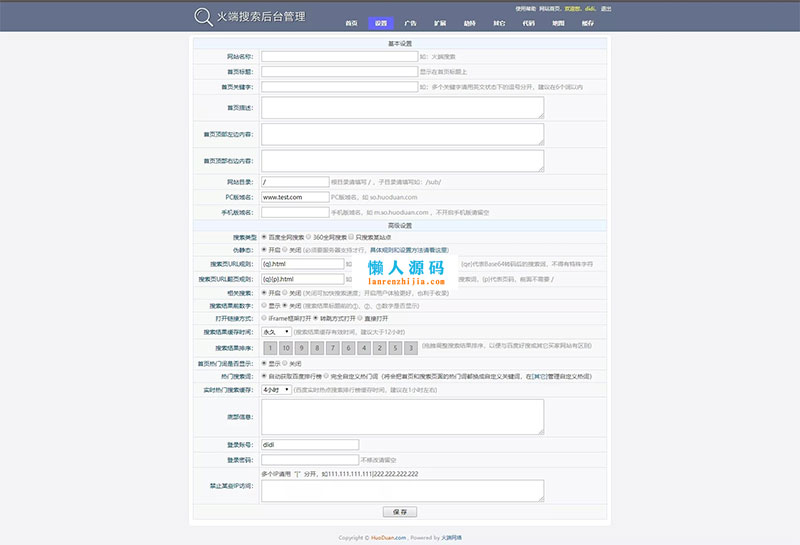 火端搜索后台管理
使用帮助 网站首页, 欢迎您, didi, 退出
首页 设置 广告 扩展 劫持 其它 代码 地图 缓存
基本设置
网站名称: 如：火端搜索
首页标题: 显示在首页标题上
首页关键字: 如：多个关键字请用英文状态下的逗号分开，建议在6个词以内
首页描述:
首页顶部左边内容:
首页顶部右边内容:
网站目录: / 根目录请填写 / ，子目录请填写如：/sub/
PC版域名: www.test.com PC版域名，如 so.huoduan.com
手机版域名: 手机版域名，如 m.so.huoduan.com ，不开启手机版请留空
高级设置
搜索类型 百度全网搜索 360全网搜索 只搜索某站点
伪静态: 开启 关闭 (必须要服务器支持才行，具体规则和设置方法请看这里)
搜索页URL规则: {q}.html 如 {qe}代表Base64转码后的搜索词，不得有特殊字符
搜索页URL翻页规则: {q}{p}.html 如 搜索词，{p}代表页码，前面不需要 /
懒人源码
lanrenzhijia.com
相关搜索: 开启 关闭 (关闭可加快搜索速度；开启用户体验更好，也利于收录)
搜索结果前数字: 显示 关闭 (搜索结果标题前的①、②、③数字是否显示)
打开链接方式: iFrame框架打开 转跳方式打开 直接打开
搜索结果缓存时间: 永久 (搜索结果缓存有效时间，建议大于12小时)
搜索结果排序: 1 10 9 8 7 6 4 2 5 3 (拖曳调整搜索结果排序，以便与百度好搜或其它买家网站有区别)
首页热门词是否显示: 显示 关闭
热门搜索词: 自动获取百度排行榜 完全自定义热门词（将会把首页和搜索页面的热门词都换成自定义关键词，在[其它]管理自定义热词）
实时热门搜索缓存: 4小时 (百度实时热点搜索排行榜缓存时间，建议在1小时左右)
底部信息:
登录账号: didi
登录密码: 不修改请留空
多个IP请用 "|" 分开，如111.111.111.111|222.222.222.222
禁止某些IP访问:
保 存
Copyright © HuoDuan.com , Powered by 火端网络